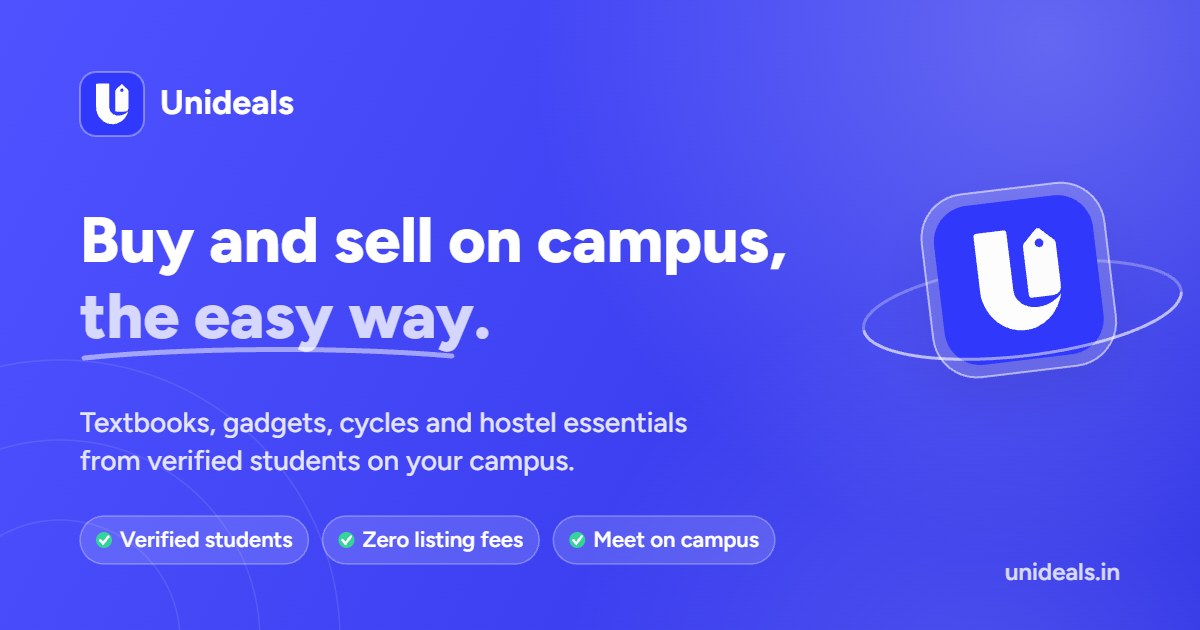 Unideals
Buy and sell on campus,
the easy way.
Textbooks, gadgets, cycles and hostel essentials
from verified students on your campus.
Verified students
Zero listing fees
Meet on campus
unideals.in